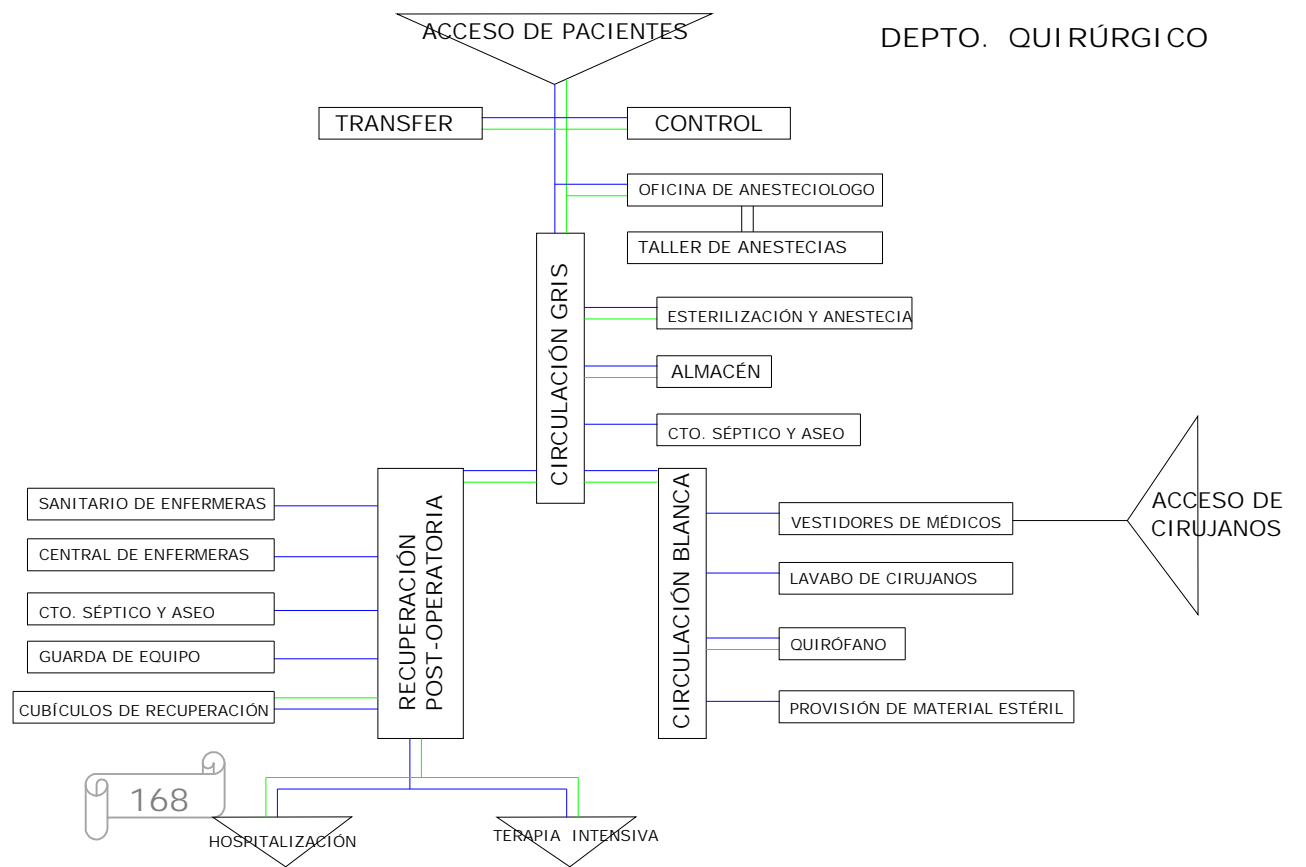 ACCESO DE PACIENTES
DEPTO. QUIRÚRGICO
TRANSFER
CONTROL
OFICINA DE ANESTECIOLOGO
TALLER DE ANESTECIAS
CIRCULACIÓN GRIS
ESTERILIZACIÓN Y ANESTECIA
ALMACÉN
CTO. SÉPTICO Y ASEO
RECUPERACIÓN
POST-OPERATORIA
SANITARIO DE ENFERMERAS
CENTRAL DE ENFERMERAS
CTO. SÉPTICO Y ASEO
GUARDA DE EQUIPO
CUBÍCULOS DE RECUPERACIÓN
CIRCULACIÓN BLANCA
VESTIDORES DE MÉDICOS
LAVABO DE CIRUJANOS
QUIRÓFANO
PROVISIÓN DE MATERIAL ESTÉRIL
ACCESO DE
CIRUJANOS
168
HOSPITALIZACIÓN
TERAPIA INTENSIVA